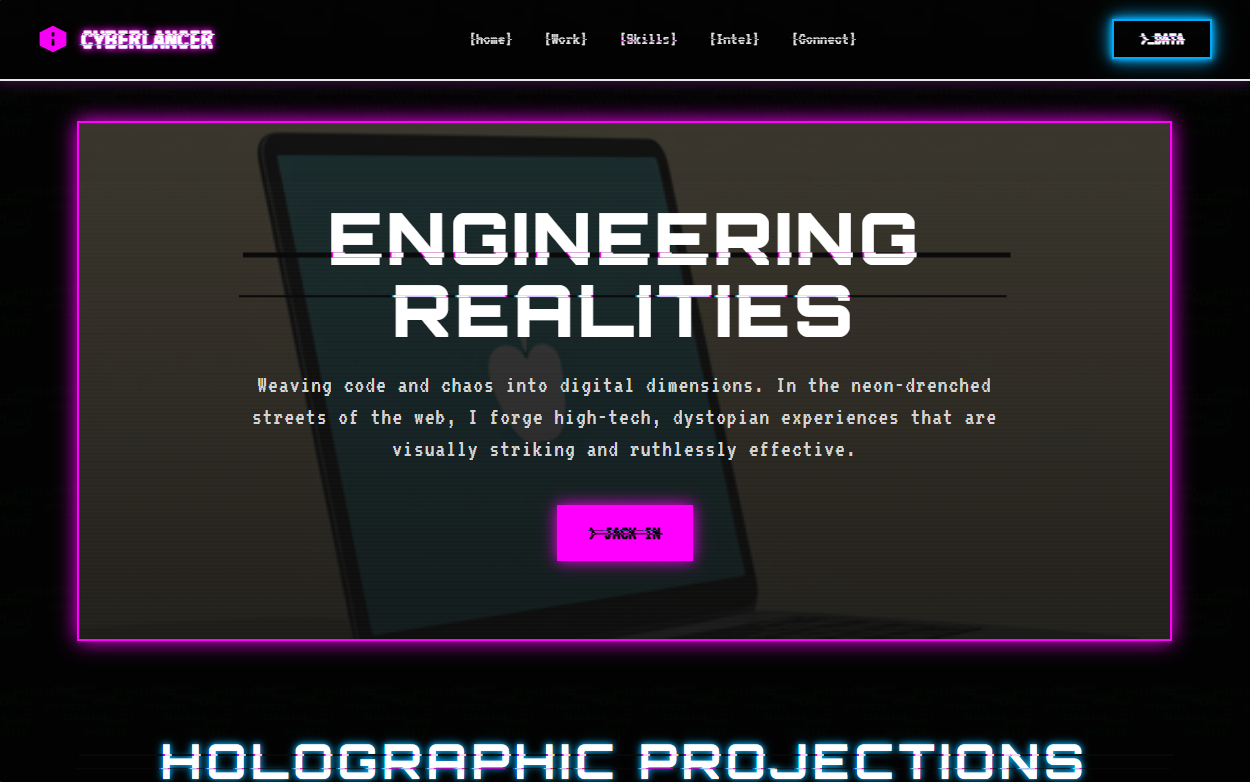 CYBERLANCER
[home] [Work] [Skills] [Intel] [Connect]
>_DATA
ENGINEERING
REALITIES
Weaving code and chaos into digital dimensions. In the neon-drenched
streets of the web, I forge high-tech, dystopian experiences that are
visually striking and ruthlessly effective.
> JACK IN
HOLOGRAPHIC PROJECTIONS